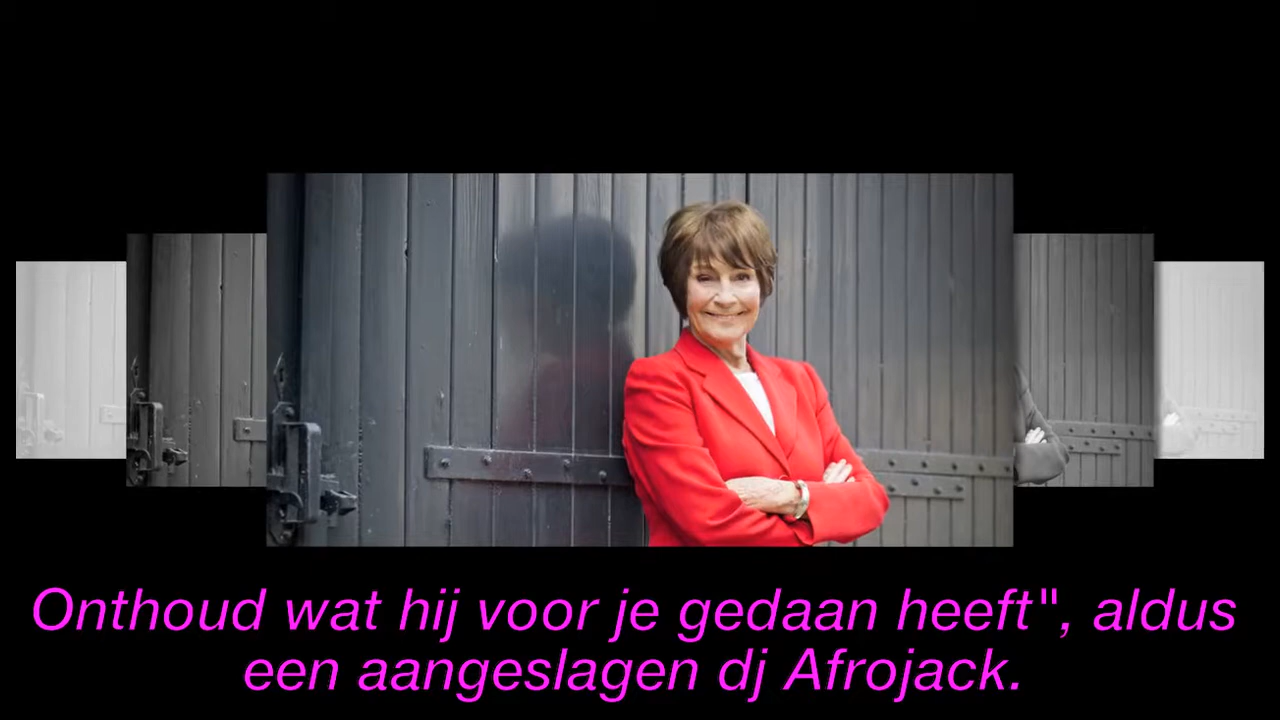 Onthoud wat hij voor je gedaan heeft", aldus
een aangeslagen dj Afrojack.